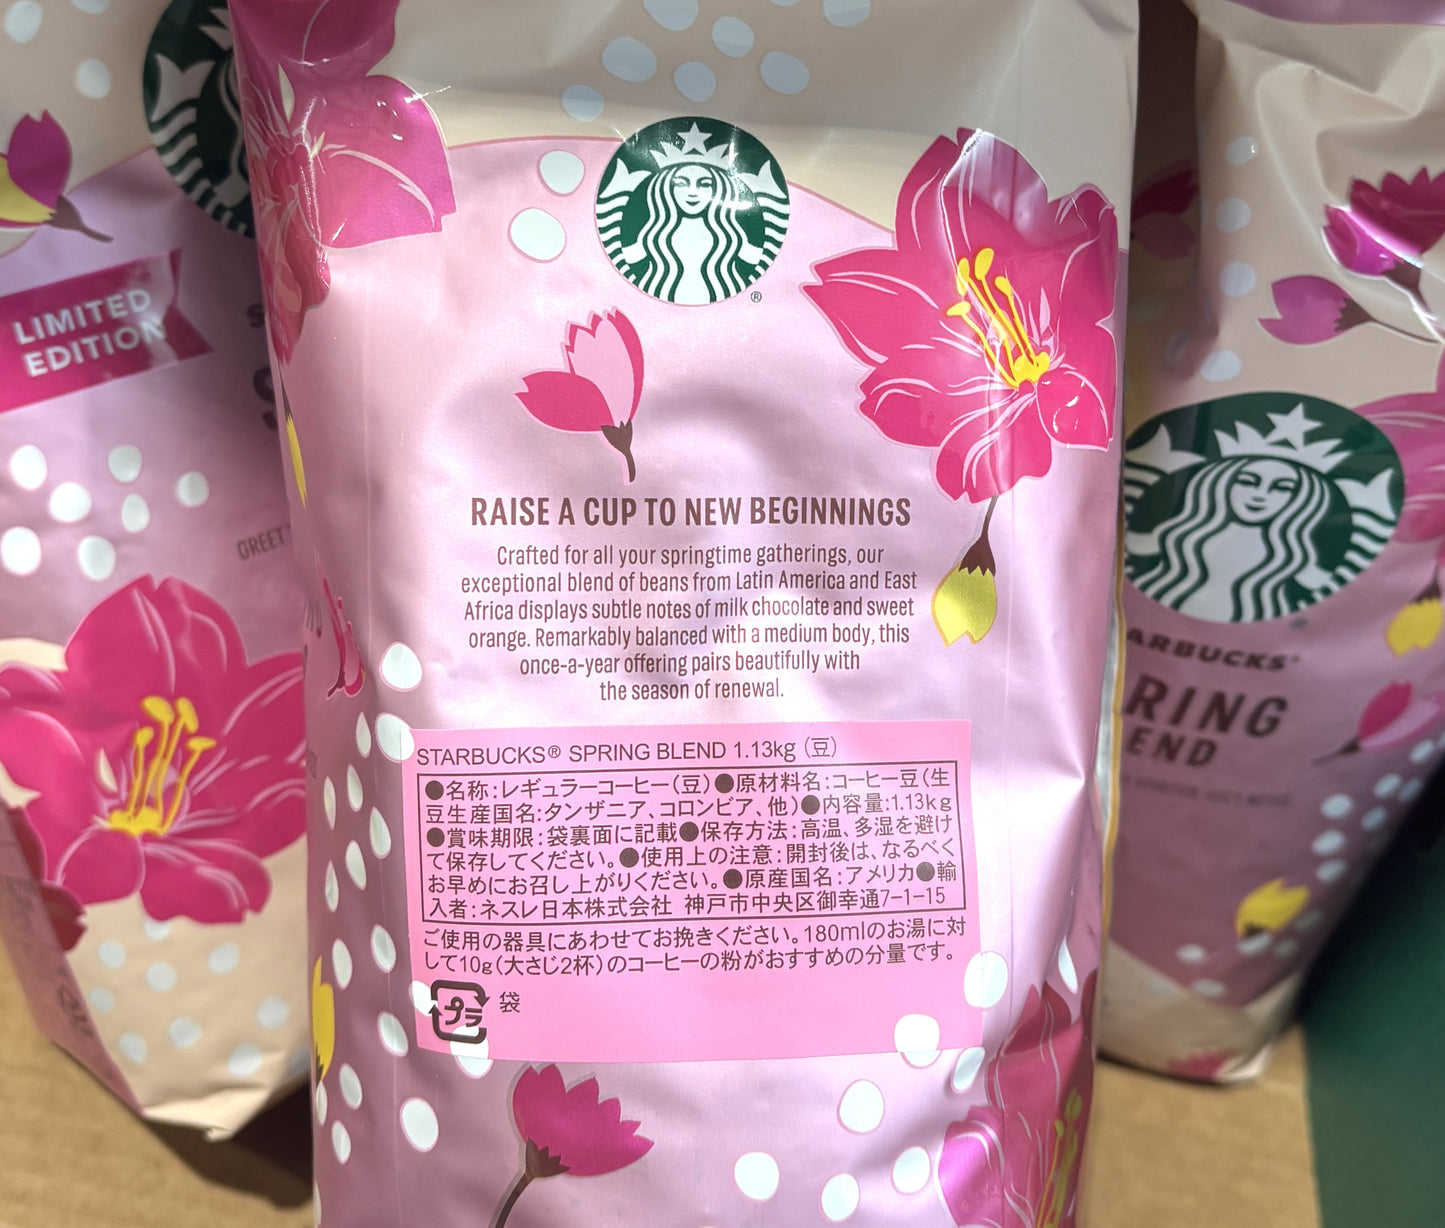 LIMITED
EDITION
GREET
RAISE A CUP TO NEW BEGINNINGS
Crafted for all your springtime gatherings, our
exceptional blend of beans from Latin America and East
Africa displays subtle notes of milk chocolate and sweet
orange. Remarkably balanced with a medium body, this
once-a-year offering pairs beautifully with
the season of renewal.
STARBUCKS® SPRING BLEND 1.13kg（豆）
●名称：レギュラーコーヒー（豆）●原材料名：コーヒー豆（生
豆生産国名：タンザニア、コロンビア、他）●内容量：1.13kg
●賞味期限：袋裏面に記載●保存方法：高温、多湿を避け
て保存してください。●使用上の注意：開封後は、なるべく
お早めにお召し上がりください。●原産国名：アメリカ●輸
入者：ネスレ日本株式会社 神戸市中央区御幸通7-1-15
ご使用の器具にあわせてお挽きください。180mlのお湯に対
して10g（大さじ2杯）のコーヒーの粉がおすすめの分量です。
プラ 袋
®
ARBUCKS®
RING
END